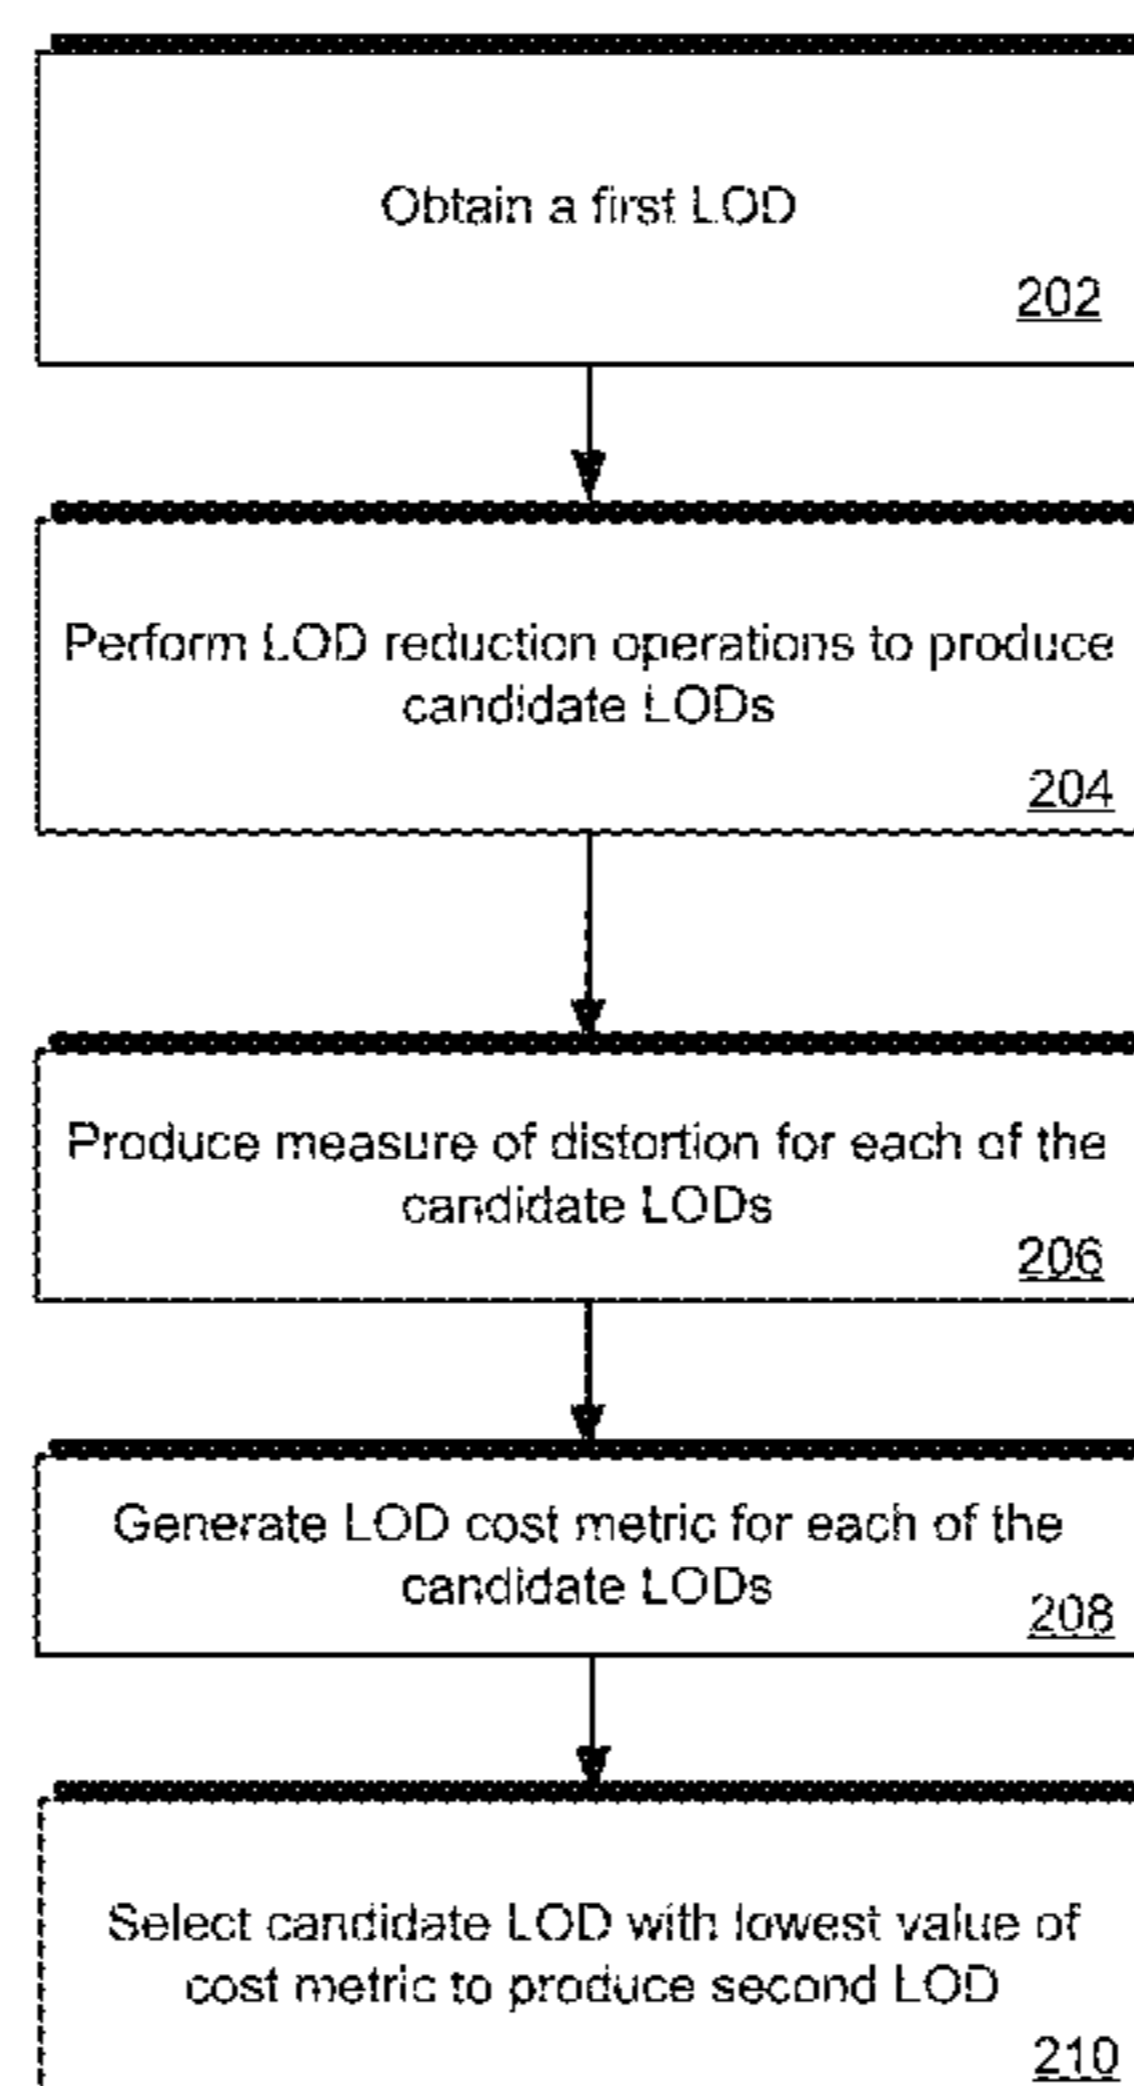 Obtain a first LOD
202
Perform LOD reduction operations to produce
candidate LODs
204
Produce measure of distortion for each of the
candidate LODs
206
Generate LOD cost metric for each of the
candidate LODs
208
Select candidate LOD with lowest value of
cost metric to produce second LOD
210